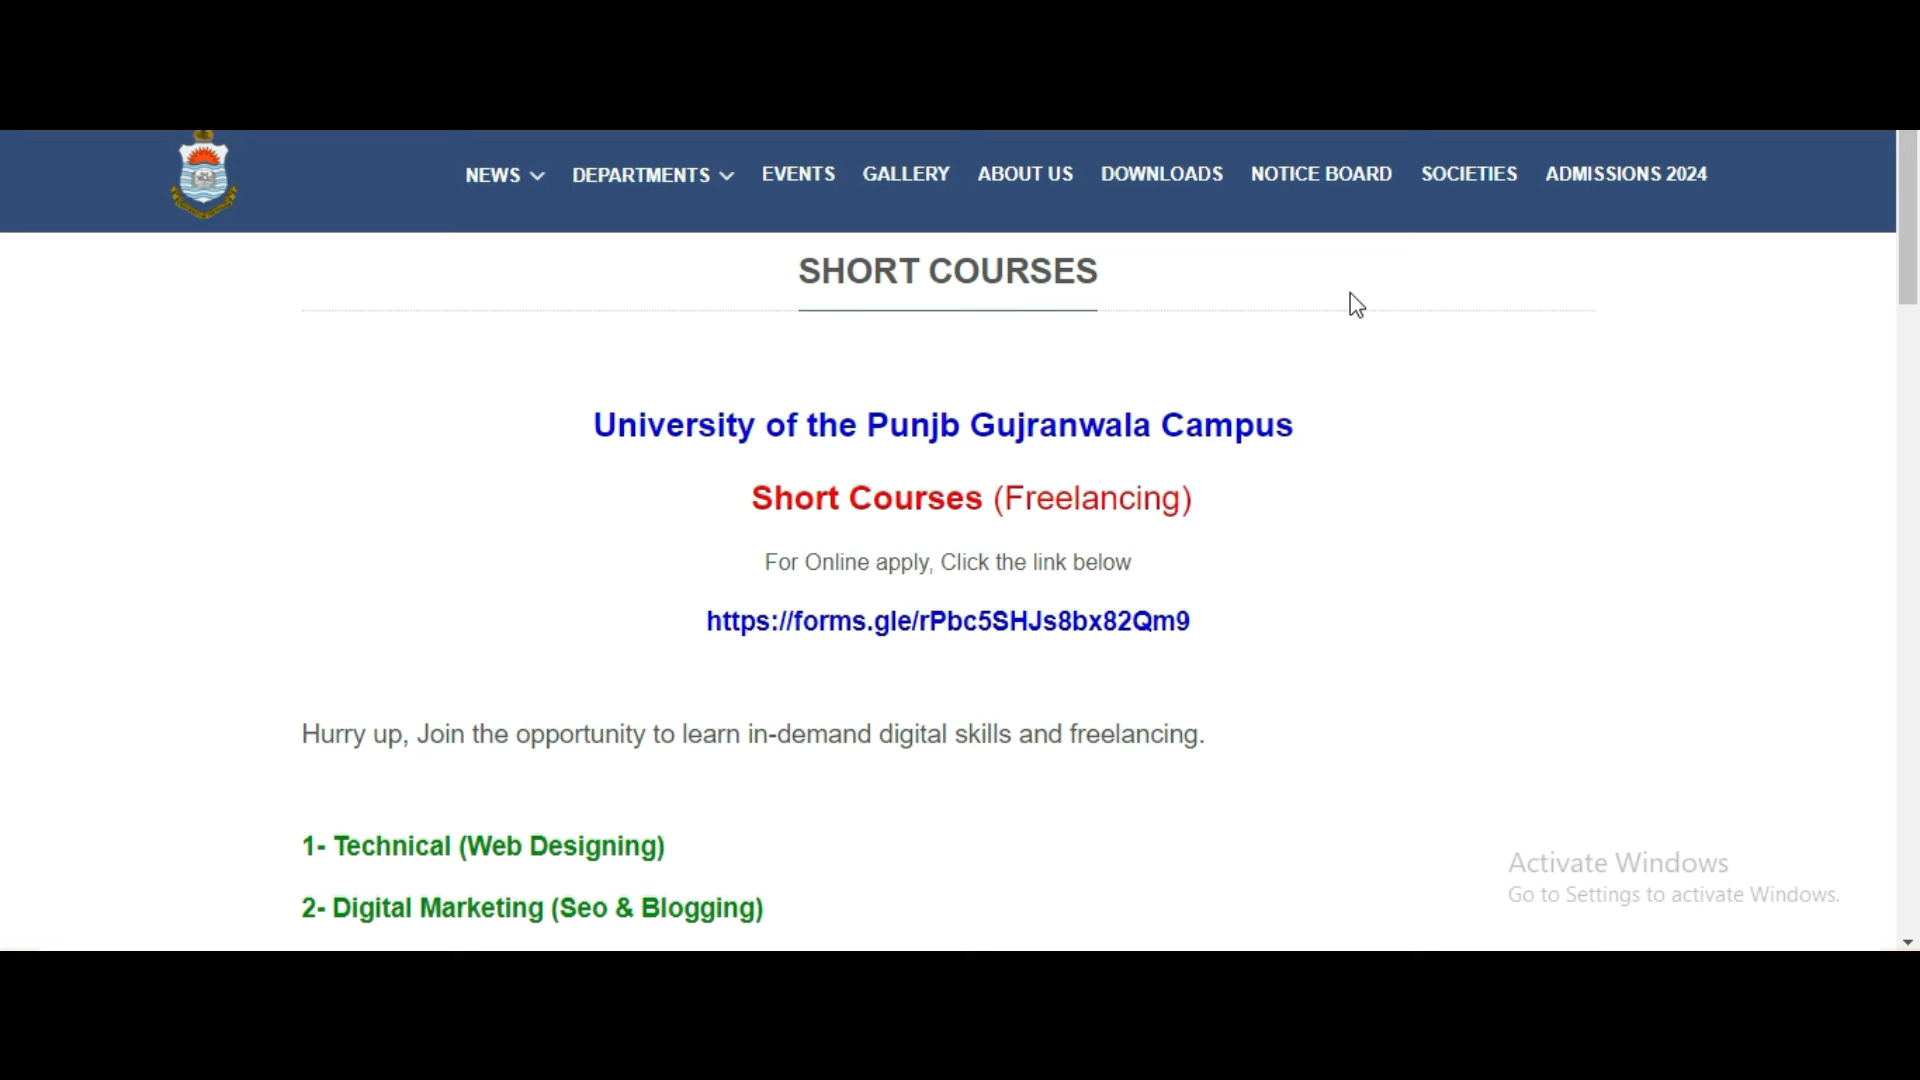 NEWS DEPARTMENTS EVENTS GALLERY ABOUT US DOWNLOADS NOTICE BOARD SOCIETIES ADMISSIONS 2024
SHORT COURSES
University of the Punjb Gujranwala Campus
Short Courses (Freelancing)
For Online apply, Click the link below
https://forms.gle/rPbc5SHJs8bx82Qm9
Hurry up, Join the opportunity to learn in-demand digital skills and freelancing.
1- Technical (Web Designing)
2- Digital Marketing (Seo & Blogging)
Activate Windows
Go to Settings to activate Windows.